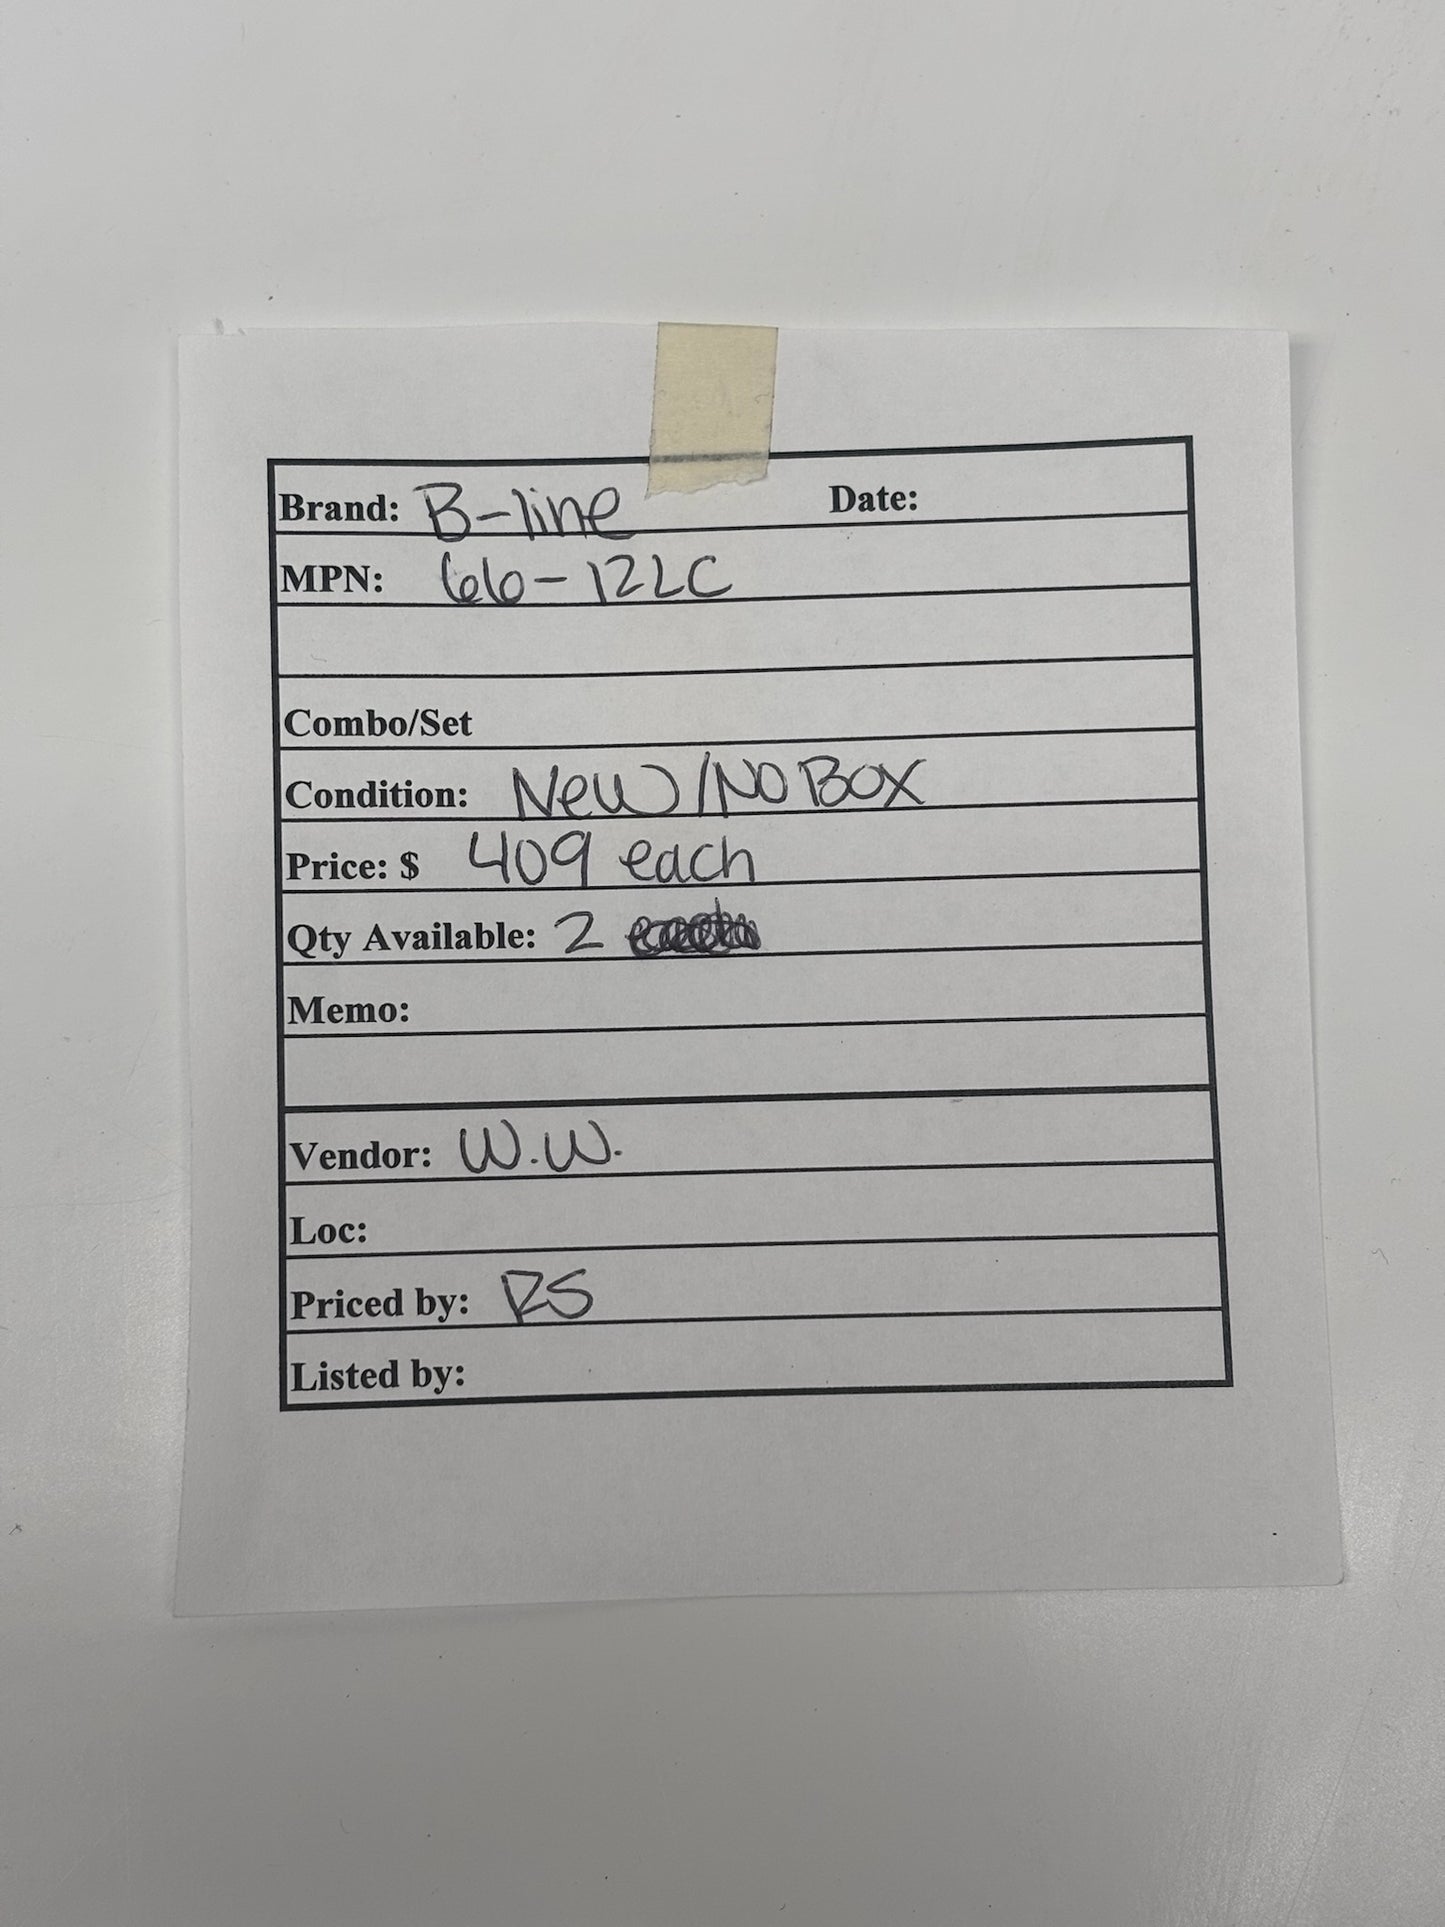 Brand: B-line Date:
MPN: 66-12LC
Combo/Set
Condition: New/NO BOX
Price: $ 409 each
Qty Available: 2
Memo:
Vendor: W.W.
Loc:
Priced by: RS
Listed by: